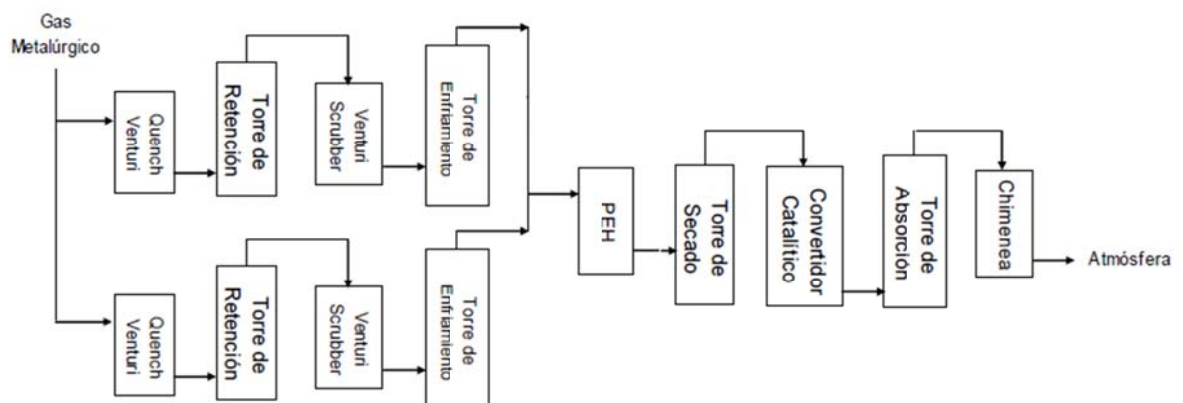 Gas
Metalúrgico
Quench
Venturi
Torre de
Retención
Venturi
Scrubber
Torre de
Enfriamiento
Quench
Venturi
Torre de
Retención
Venturi
Scrubber
Torre de
Enfriamiento
PEH
Torre de
Secado
Convertidor
Catalítico
Torre de
Absorción
Chimenea
Atmósfera